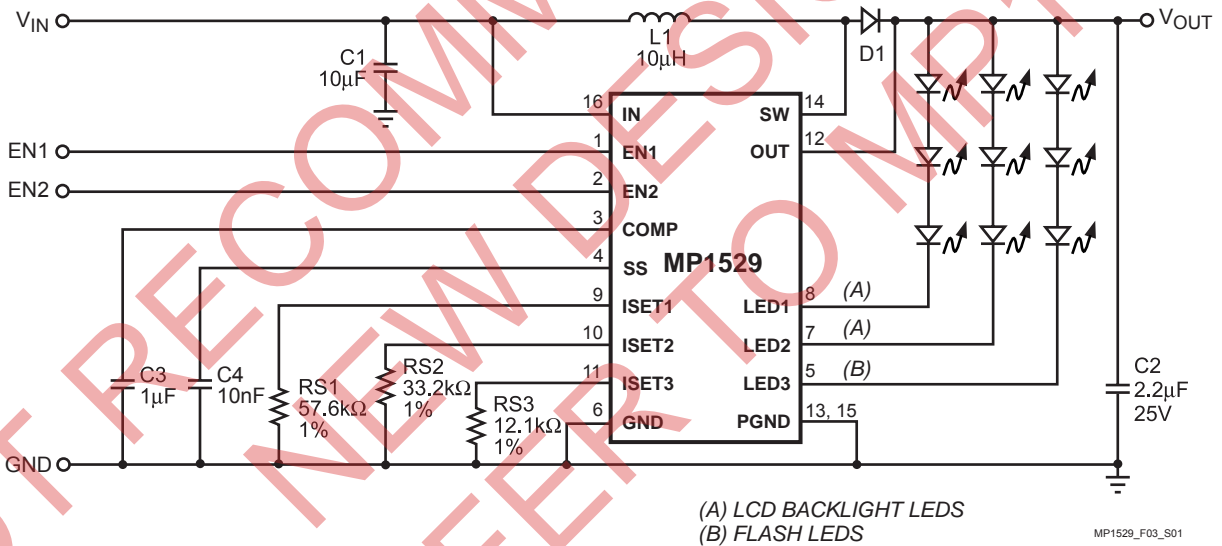 VIN
C1
10µF
L1
10µH
D1
VOUT
16
IN
SW
14
EN1
1
EN1
OUT
12
EN2
2
EN2
3
COMP
4
SS
MP1529
9
ISET1
LED1
8
(A)
10
ISET2
LED2
7
(A)
11
ISET3
LED3
5
(B)
6
GND
PGND
13, 15
C3
1µF
C4
10nF
RS1
57.6kΩ
1%
RS2
33.2kΩ
1%
RS3
12.1kΩ
1%
C2
2.2µF
25V
GND
(A) LCD BACKLIGHT LEDS
(B) FLASH LEDS
MP1529_F03_S01